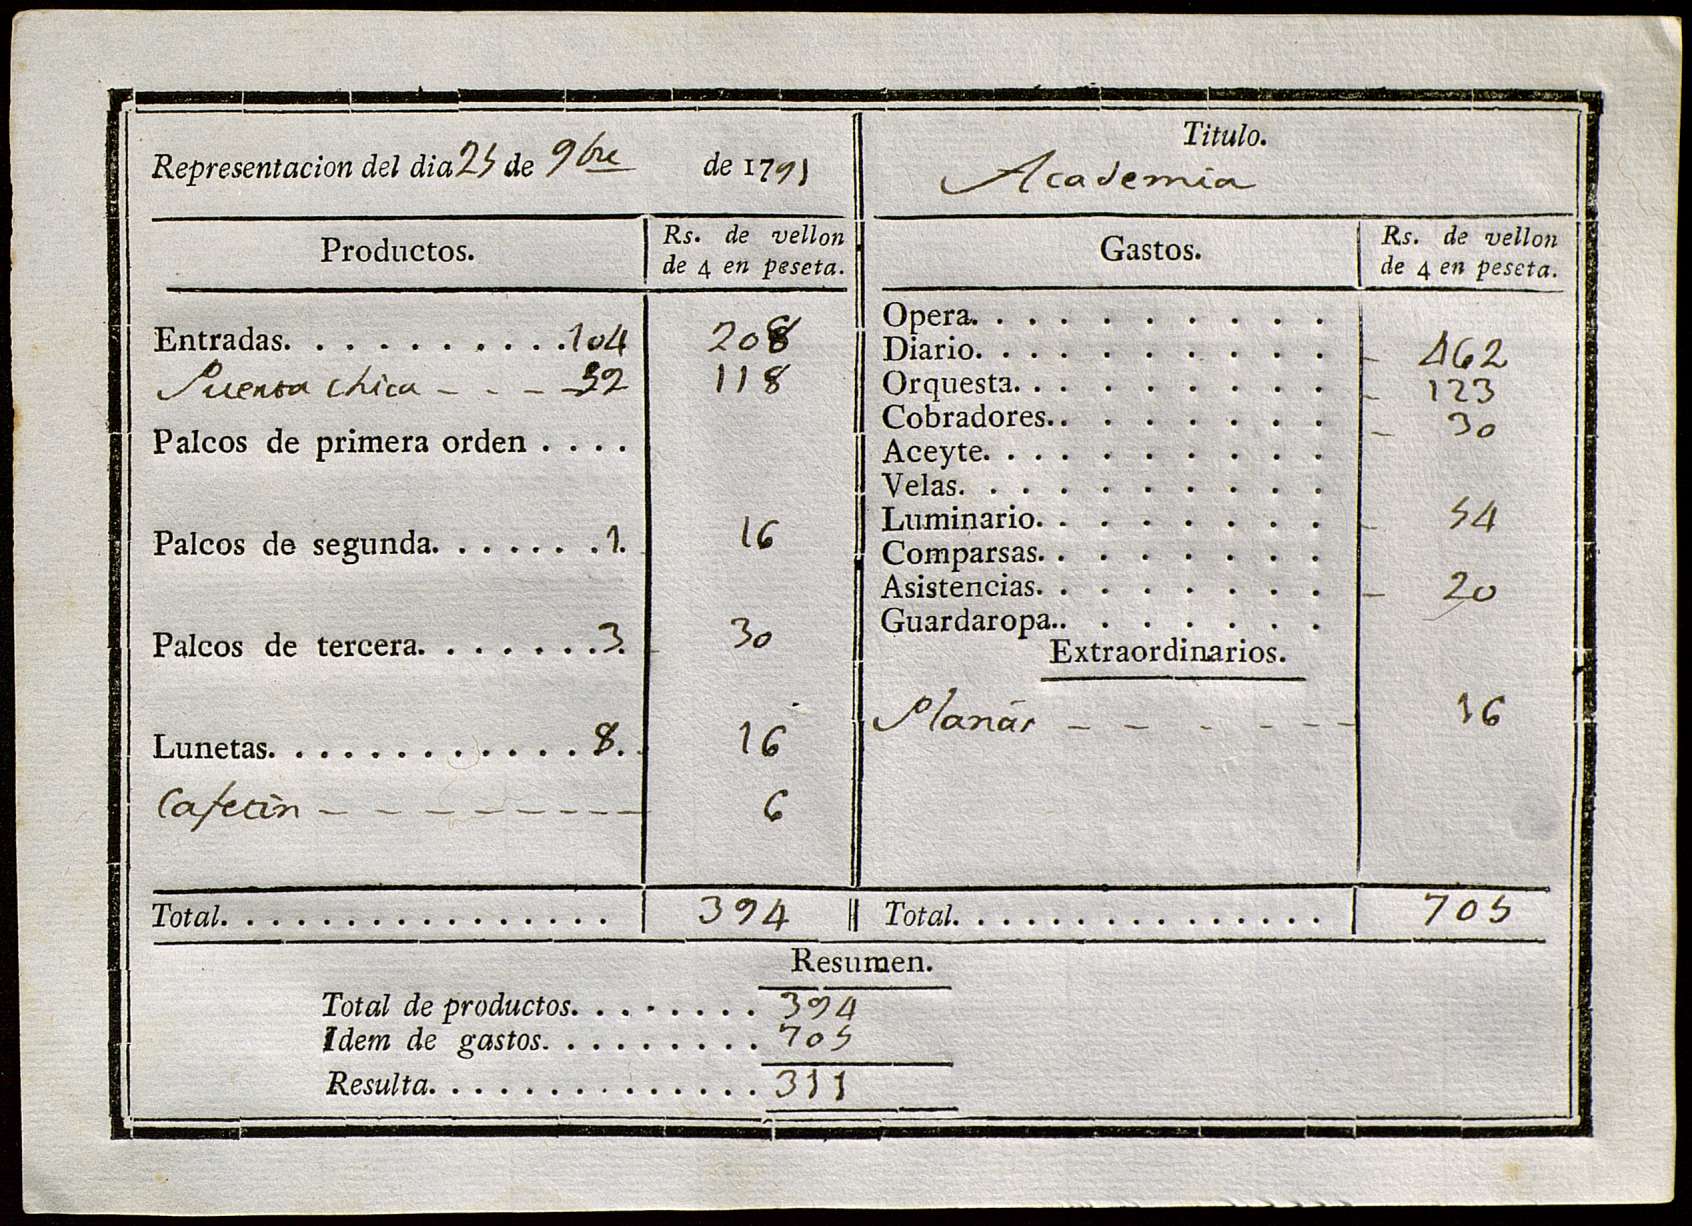 Representacion del dia 25 de 9bre de 1791
Titulo.
Academia
Productos.
Rs. de vellon
de 4 en peseta.
Gastos.
Rs. de vellon
de 4 en peseta.
Entradas. . . . . . . . . . 104 208
Puerta chica - - - 59 118
Palcos de primera orden . . . .
Palcos de segunda. . . . . . . 1. 16
Palcos de tercera. . . . . . . 3. 30
Lunetas. . . . . . . . . . . . 8. 16
Cafetin - - - - - - - - - 6
Total. . . . . . . . . . . . . . . . 394
Opera. . . . . . . . . .
Diario. . . . . . . . . . - 462
Orquesta. . . . . . . . . - 123
Cobradores. . . . . . . . - 30
Aceyte. . . . . . . . . .
Velas. . . . . . . . . .
Luminario. . . . . . . . - 54
Comparsas. . . . . . . .
Asistencias. . . . . . . . - 20
Guardaropa. . . . . . . .
Extraordinarios.
Planás - - - - - - 16
Total. . . . . . . . . . . . . . . 705
Resumen.
Total de productos. . . . . . . . 394
Idem de gastos. . . . . . . . . 705
Resulta. . . . . . . . . . . . . . 311